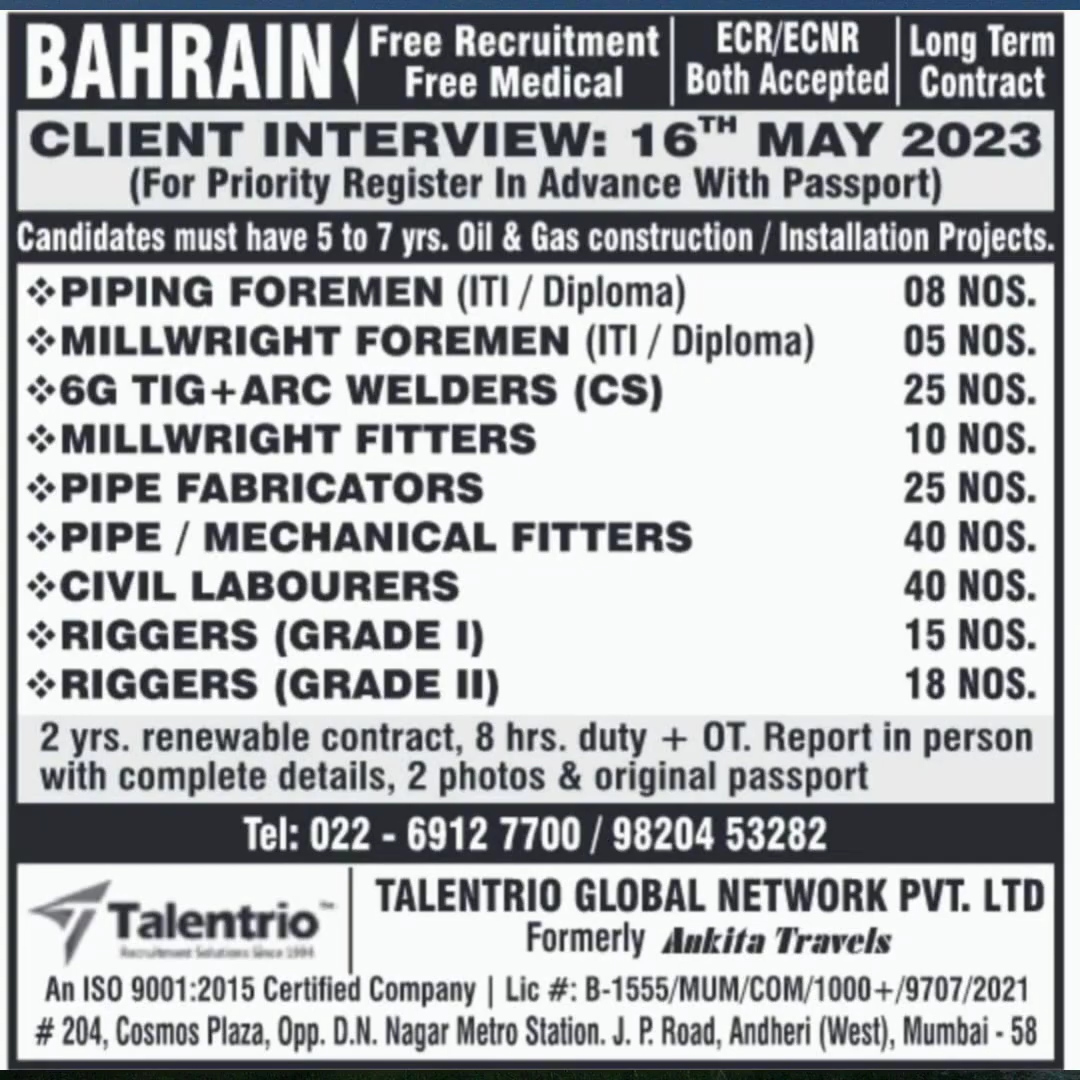 BAHRAIN
Free Recruitment
Free Medical
ECR/ECNR
Both Accepted
Long Term
Contract
CLIENT INTERVIEW: 16TH MAY 2023
(For Priority Register In Advance With Passport)
Candidates must have 5 to 7 yrs. Oil & Gas construction / Installation Projects.
❖PIPING FOREMEN (ITI / Diploma) 08 NOS.
❖MILLWRIGHT FOREMEN (ITI / Diploma) 05 NOS.
❖6G TIG+ARC WELDERS (CS) 25 NOS.
❖MILLWRIGHT FITTERS 10 NOS.
❖PIPE FABRICATORS 25 NOS.
❖PIPE / MECHANICAL FITTERS 40 NOS.
❖CIVIL LABOURERS 40 NOS.
❖RIGGERS (GRADE I) 15 NOS.
❖RIGGERS (GRADE II) 18 NOS.
2 yrs. renewable contract, 8 hrs. duty + OT. Report in person
with complete details, 2 photos & original passport
Tel: 022 - 6912 7700 / 98204 53282
Talentrio™
Recruitment Solutions Since 1994
TALENTRIO GLOBAL NETWORK PVT. LTD
Formerly Ankita Travels
An ISO 9001:2015 Certified Company | Lic #: B-1555/MUM/COM/1000+/9707/2021
# 204, Cosmos Plaza, Opp. D.N. Nagar Metro Station. J. P. Road, Andheri (West), Mumbai - 58